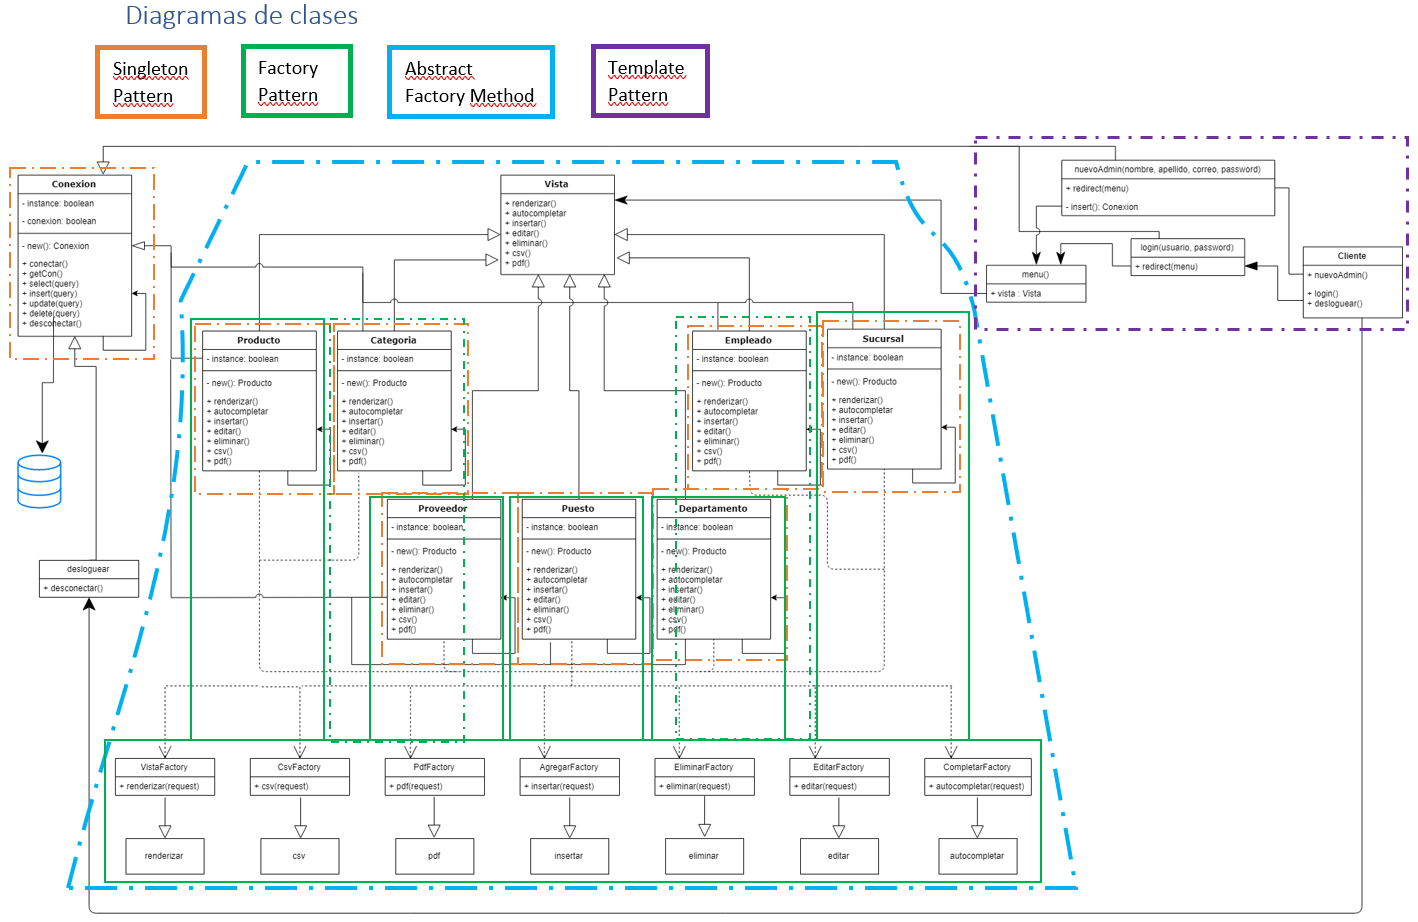 Diagramas de clases
Singleton
Pattern
Factory
Pattern
Abstract
Factory Method
Template
Pattern
Conexion
- instance: boolean
- conexion: boolean
- new(): Conexion
+ conectar()
+ getCon()
+ select(query)
+ insert(query)
+ update(query)
+ delete(query)
+ desconectar()
Vista
+ renderizar()
+ autocompletar
+ insertar()
+ editar()
+ eliminar()
+ csv()
+ pdf()
nuevoAdmin(nombre, apellido, correo, password)
+ redirect(menu)
- insert(): Conexion
login(usuario, password)
+ redirect(menu)
menu()
+ vista : Vista
Cliente
+ nuevoAdmin()
+ login()
+ desloguear()
Producto
- instance: boolean
- new(): Producto
+ renderizar()
+ autocompletar
+ insertar()
+ editar()
+ eliminar()
+ csv()
+ pdf()
Categoria
- instance: boolean
- new(): Producto
+ renderizar()
+ autocompletar
+ insertar()
+ editar()
+ eliminar()
+ csv()
+ pdf()
Empleado
- instance: boolean
- new(): Producto
+ renderizar()
+ autocompletar
+ insertar()
+ editar()
+ eliminar()
+ csv()
+ pdf()
Sucursal
- instance: boolean
- new(): Producto
+ renderizar()
+ autocompletar
+ insertar()
+ editar()
+ eliminar()
+ csv()
+ pdf()
Proveedor
- instance: boolean
- new(): Producto
+ renderizar()
+ autocompletar
+ insertar()
+ editar()
+ eliminar()
+ csv()
+ pdf()
Puesto
- instance: boolean
- new(): Producto
+ renderizar()
+ autocompletar
+ insertar()
+ editar()
+ eliminar()
+ csv()
+ pdf()
Departamento
- instance: boolean
- new(): Producto
+ renderizar()
+ autocompletar
+ insertar()
+ editar()
+ eliminar()
+ csv()
+ pdf()
desloguear
+ desconectar()
VistaFactory
+ renderizar(request)
CsvFactory
+ csv(request)
PdfFactory
+ pdf(request)
AgregarFactory
+ insertar(request)
EliminarFactory
+ eliminar(request)
EditarFactory
+ editar(request)
CompletarFactory
+ autocompletar(request)
renderizar
csv
pdf
insertar
eliminar
editar
autocompletar